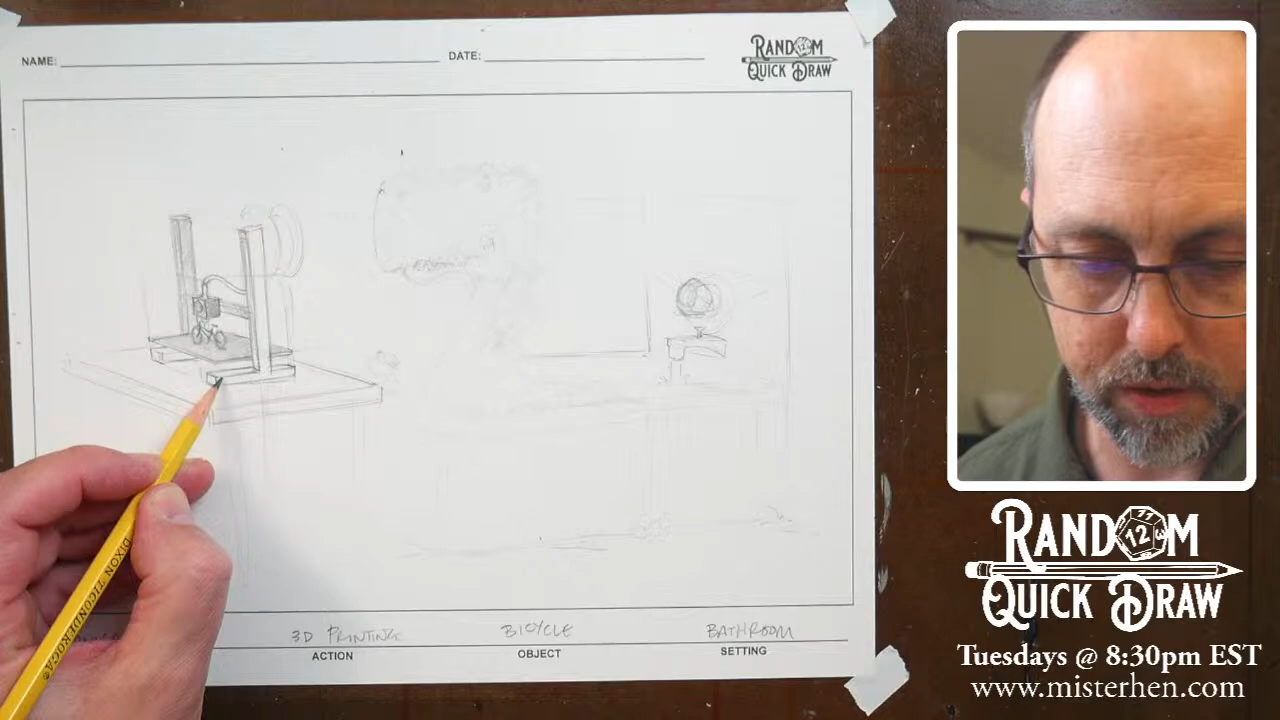 NAME:
DATE:
RANDOM
QUICK DRAW
3D PRINTING
BICYCLE
BATHROOM
ACTION
OBJECT
SETTING
DIXON TICONDEROGA®
RANDOM
11
12
QUICK DRAW
Tuesdays @ 8:30pm EST
www.misterhen.com